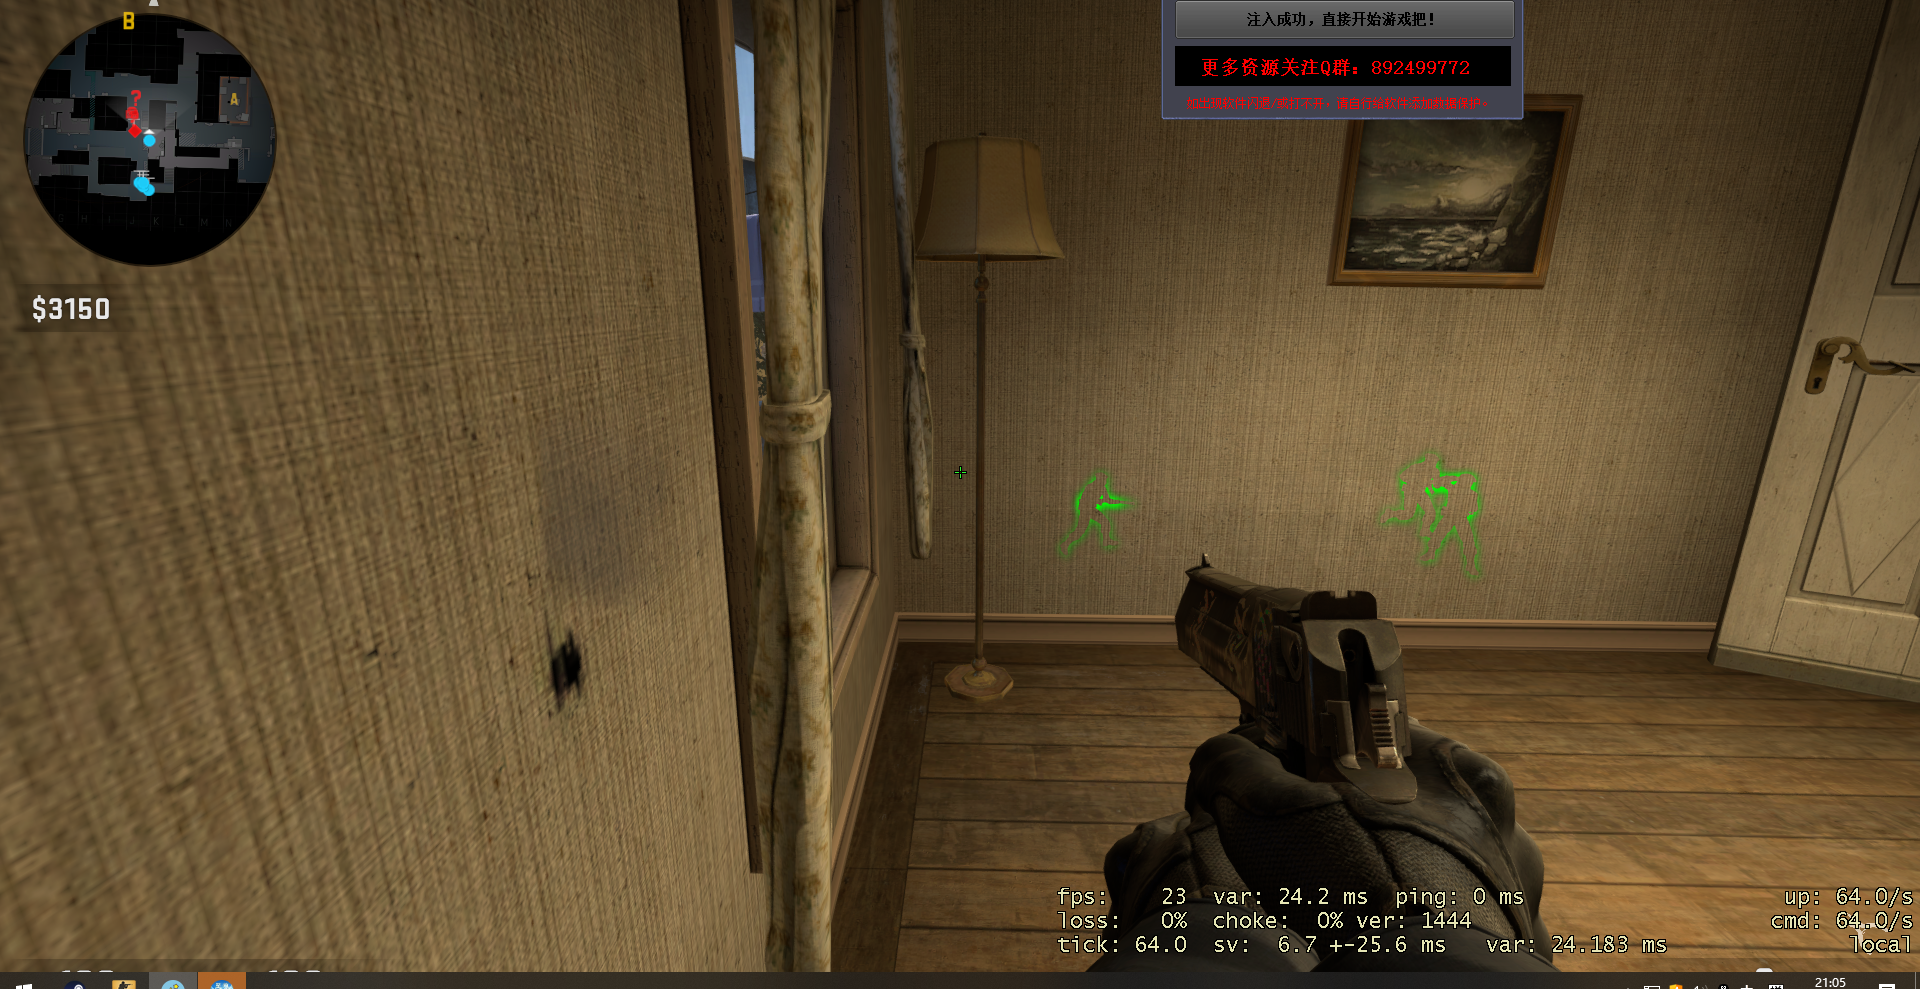 B
注入成功，直接开始游戏把！
更多资源关注Q群：892499772
?
A
$3150
fps: 23 var: 24.2 ms ping: 0 ms
up: 64.0/s
loss: 0% choke: 0% ver: 1444
cmd: 64.0/s
tick: 64.0 sv: 6.7 +-25.6 ms var: 24.183 ms
local
21:05